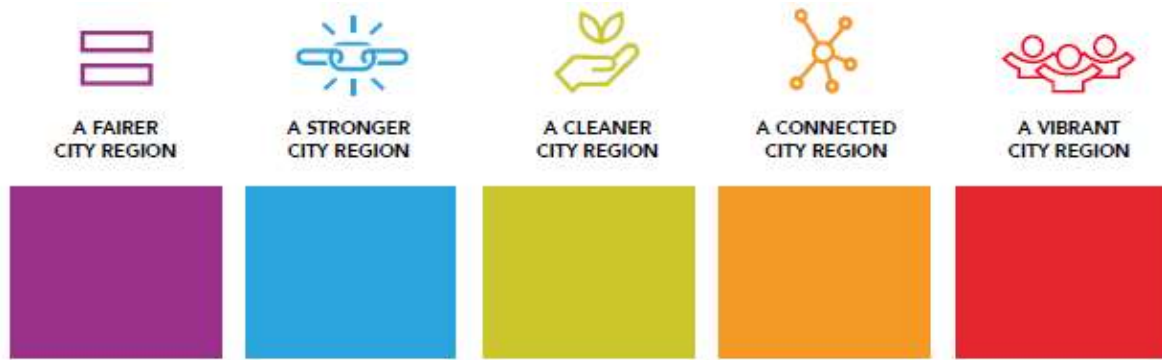 A FAIRER
CITY REGION
A STRONGER
CITY REGION
A CLEANER
CITY REGION
A CONNECTED
CITY REGION
A VIBRANT
CITY REGION